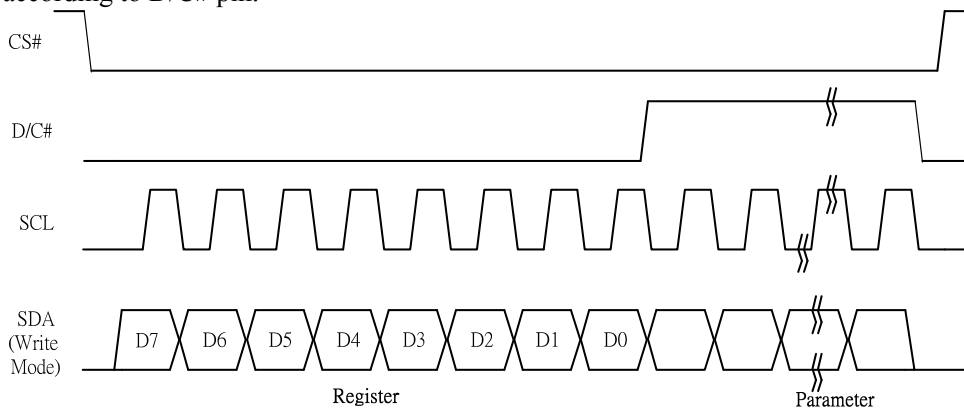 according to D/C# pin.
CS#
D/C#
SCL
SDA
(Write
Mode)
D7 D6 D5 D4 D3 D2 D1 D0
Register
Parameter